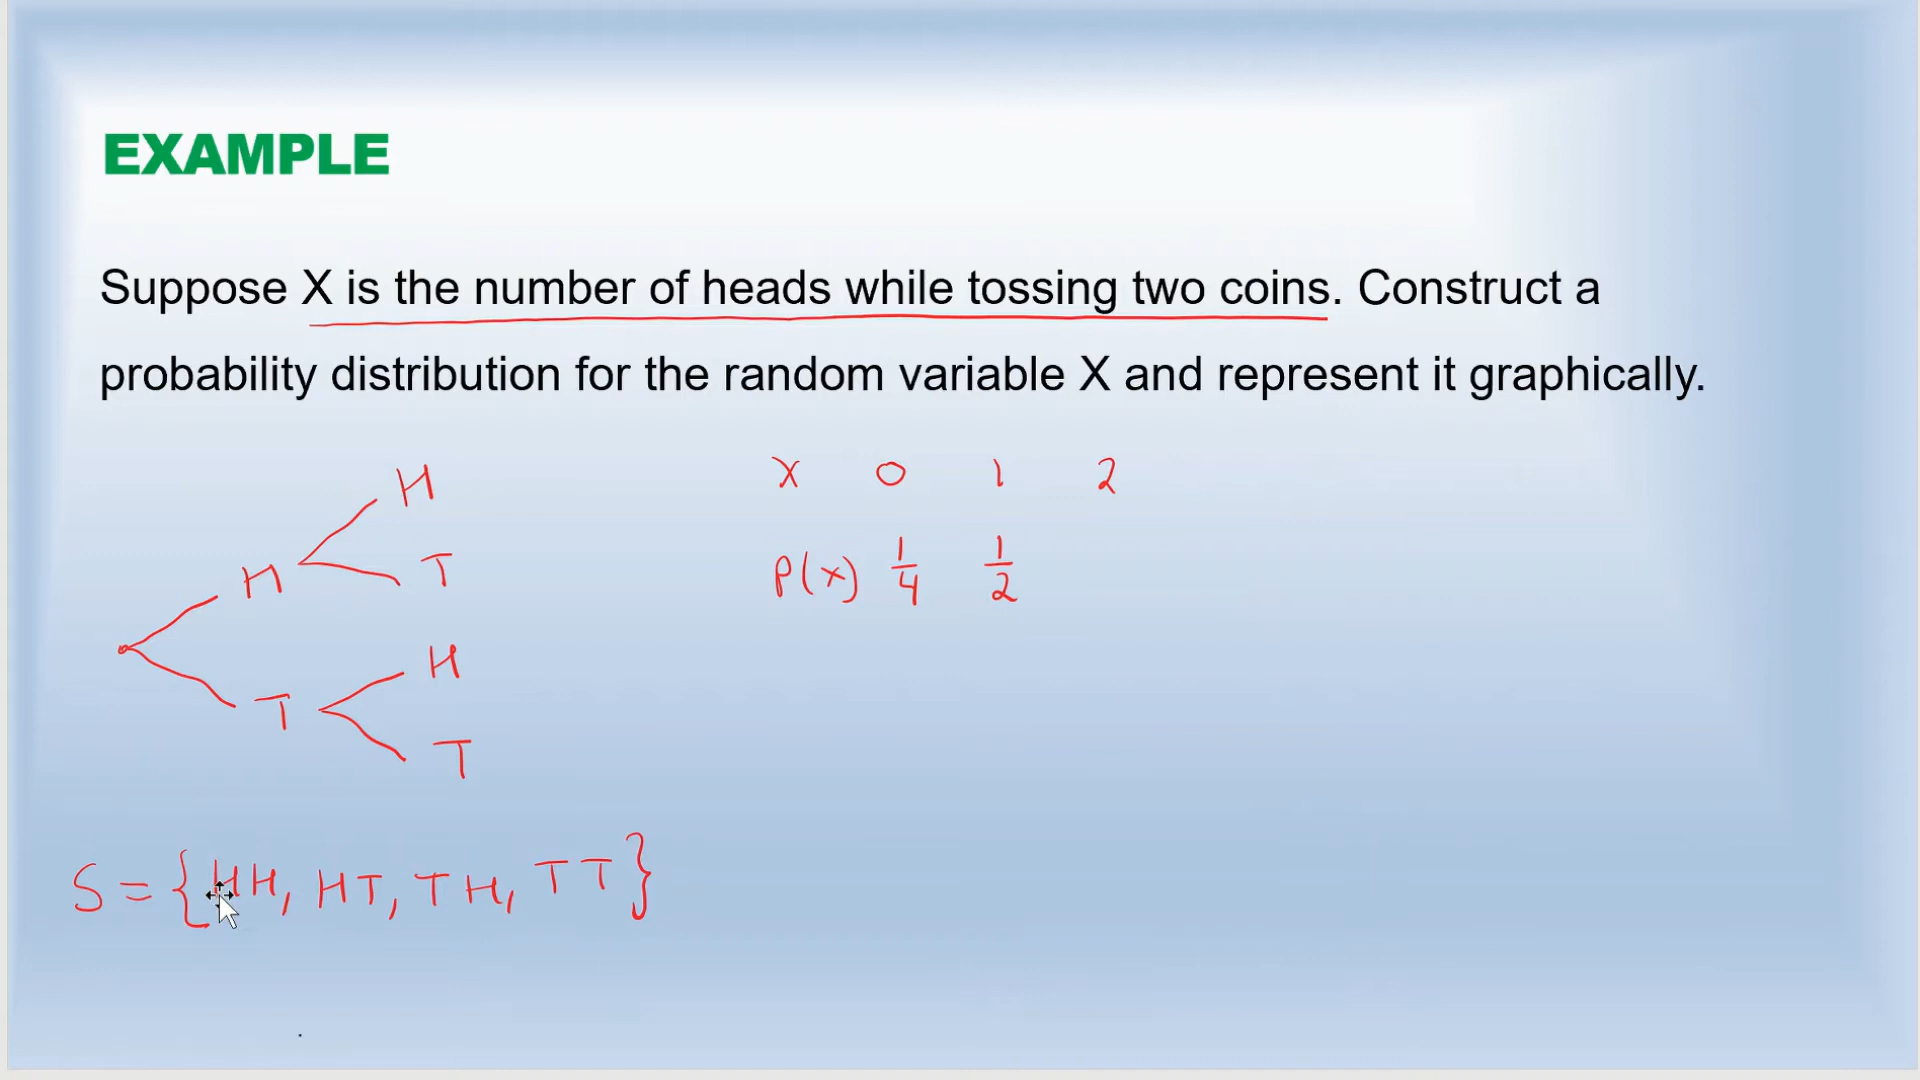 EXAMPLE
Suppose X is the number of heads while tossing two coins. Construct a
probability distribution for the random variable X and represent it graphically.
H
T
H
H
T
T
X 0 1 2
P(x) 1/4 1/2
S = {HH, HT, TH, TT}